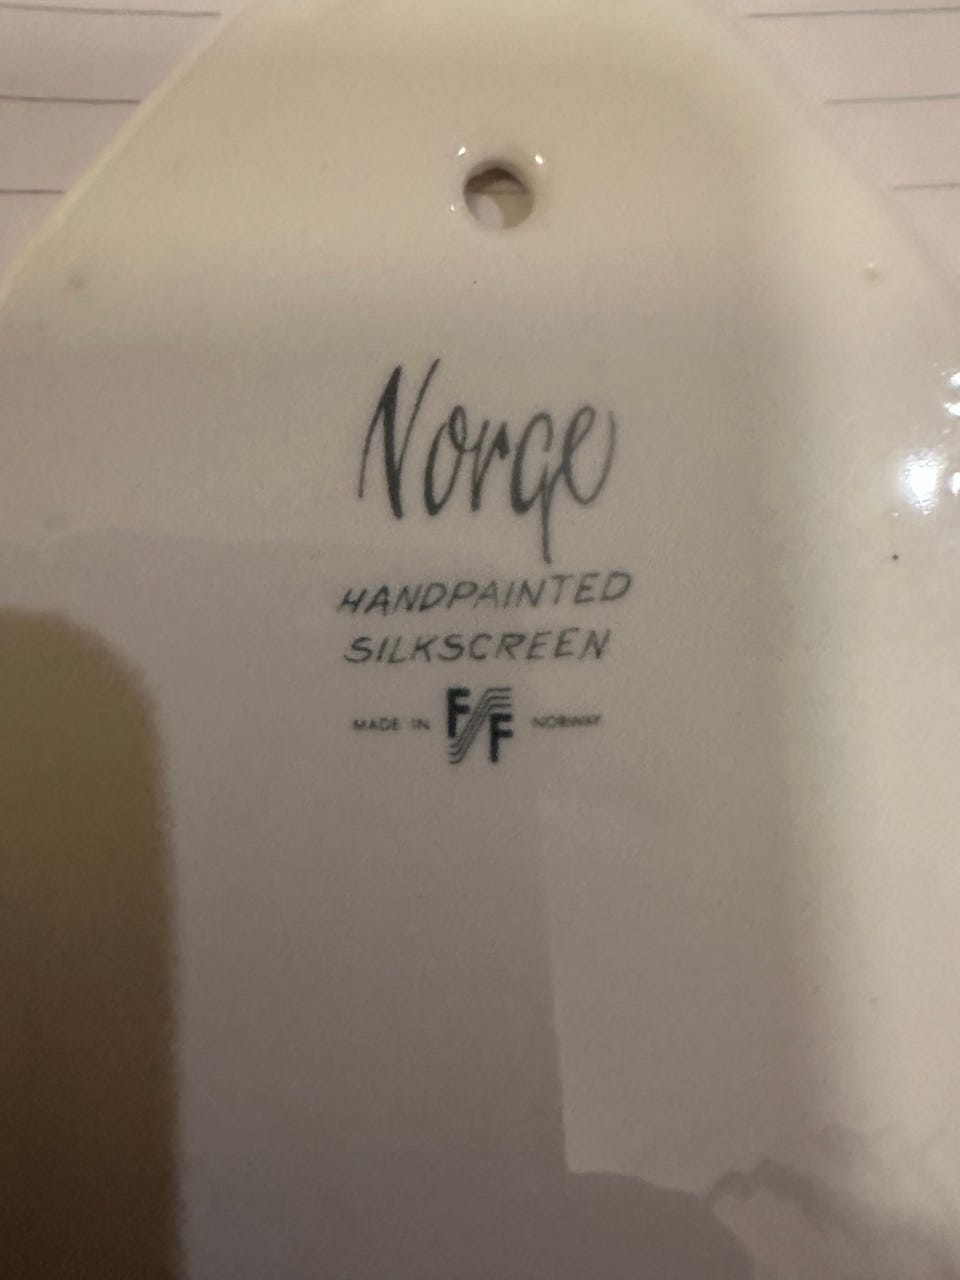 Norge
HANDPAINTED
SILKSCREEN
MADE IN FF NORWAY